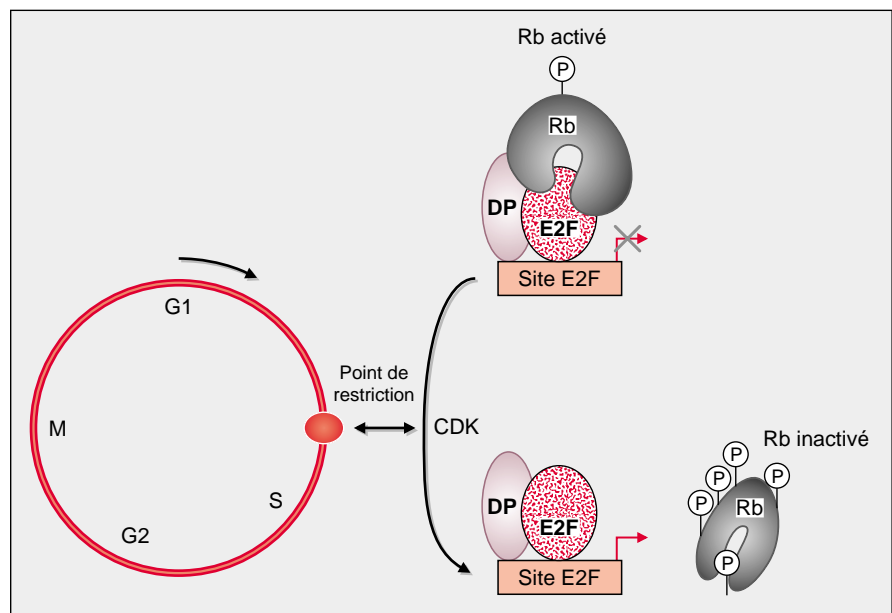 Rb activé
P
Rb
DP
E2F
Site E2F
G1
Point de
restriction
M
CDK
Rb inactivé
P
P
P
P
Rb
S
DP
E2F
G2
P
Site E2F